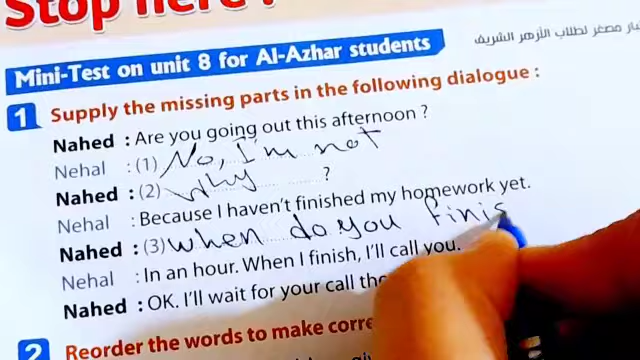 Stop here!
Mini-Test on unit 8 for Al-Azhar students
مصغر لطلاب الأزهر الشريف
1 Supply the missing parts in the following dialogue :
Nahed : Are you going out this afternoon ?
Nehal : (1) No, I'm not
Nahed : (2) Why ?
Nehal : Because I haven't finished my homework yet.
Nahed : (3) When do you finis
Nehal : In an hour. When I finish, I'll call you.
Nahed : OK. I'll wait for your call
2 Reorder the words to make